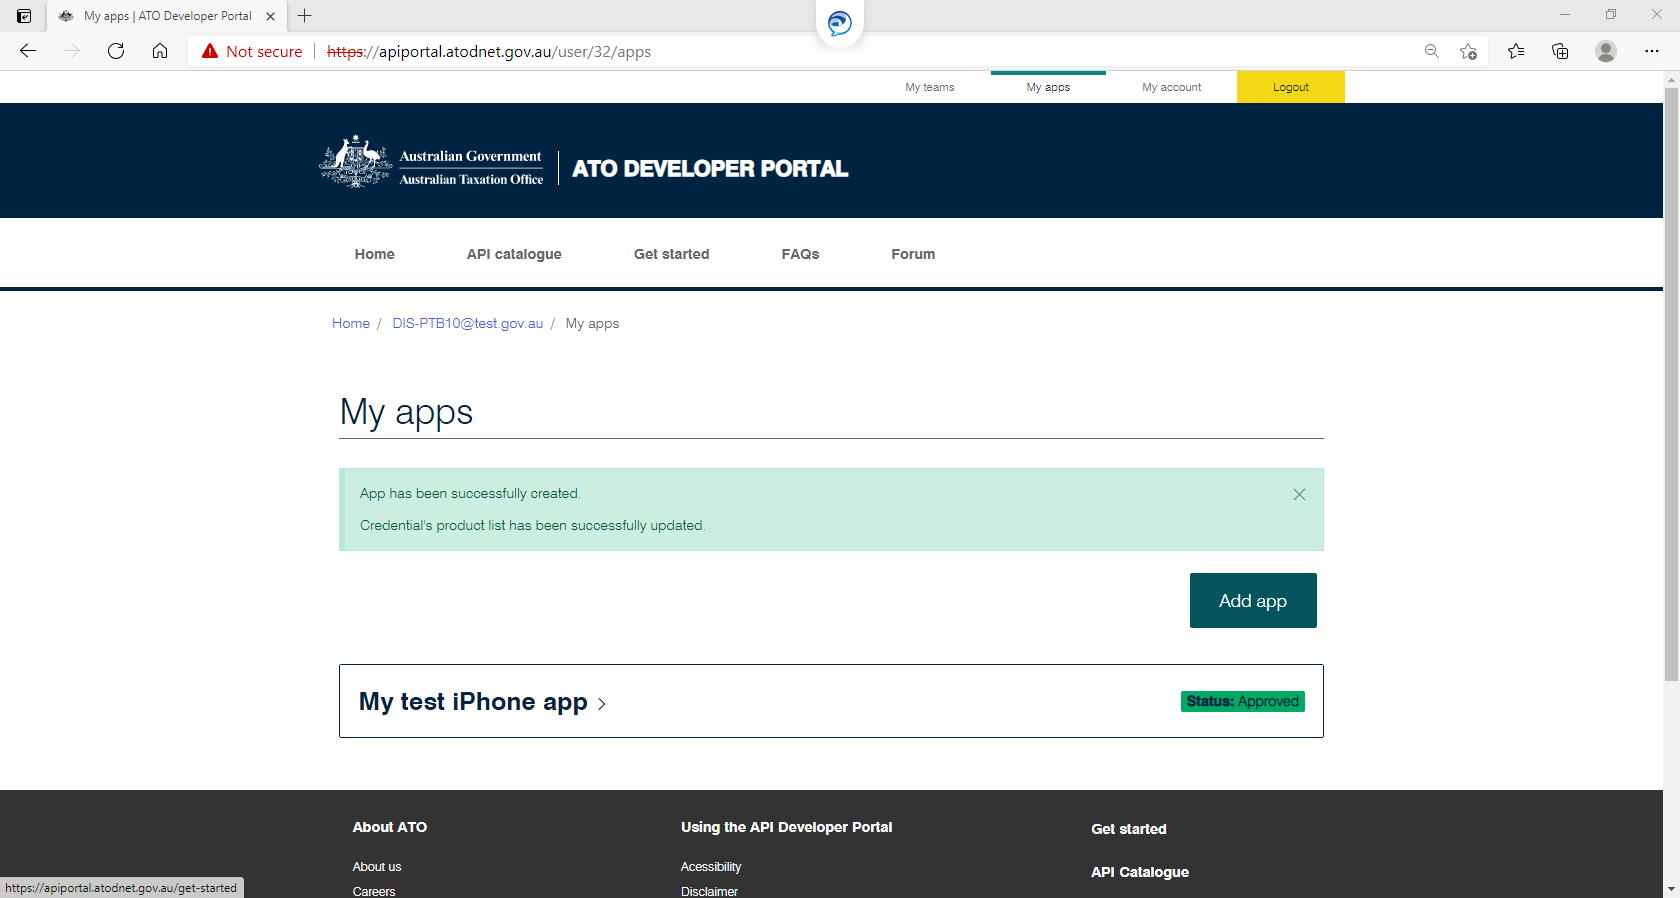 My apps | ATO Developer Portal
Not secure
https://apiportal.atodnet.gov.au/user/32/apps
My teams
My apps
My account
Logout
Australian Government
Australian Taxation Office
ATO DEVELOPER PORTAL
Home
API catalogue
Get started
FAQs
Forum
Home / DIS-PTB10@test.gov.au / My apps
My apps
App has been successfully created.
Credential's product list has been successfully updated.
Add app
My test iPhone app
Status: Approved
About ATO
Using the API Developer Portal
Get started
About us
Acessibility
API Catalogue
Careers
Disclaimer
https://apiportal.atodnet.gov.au/get-started